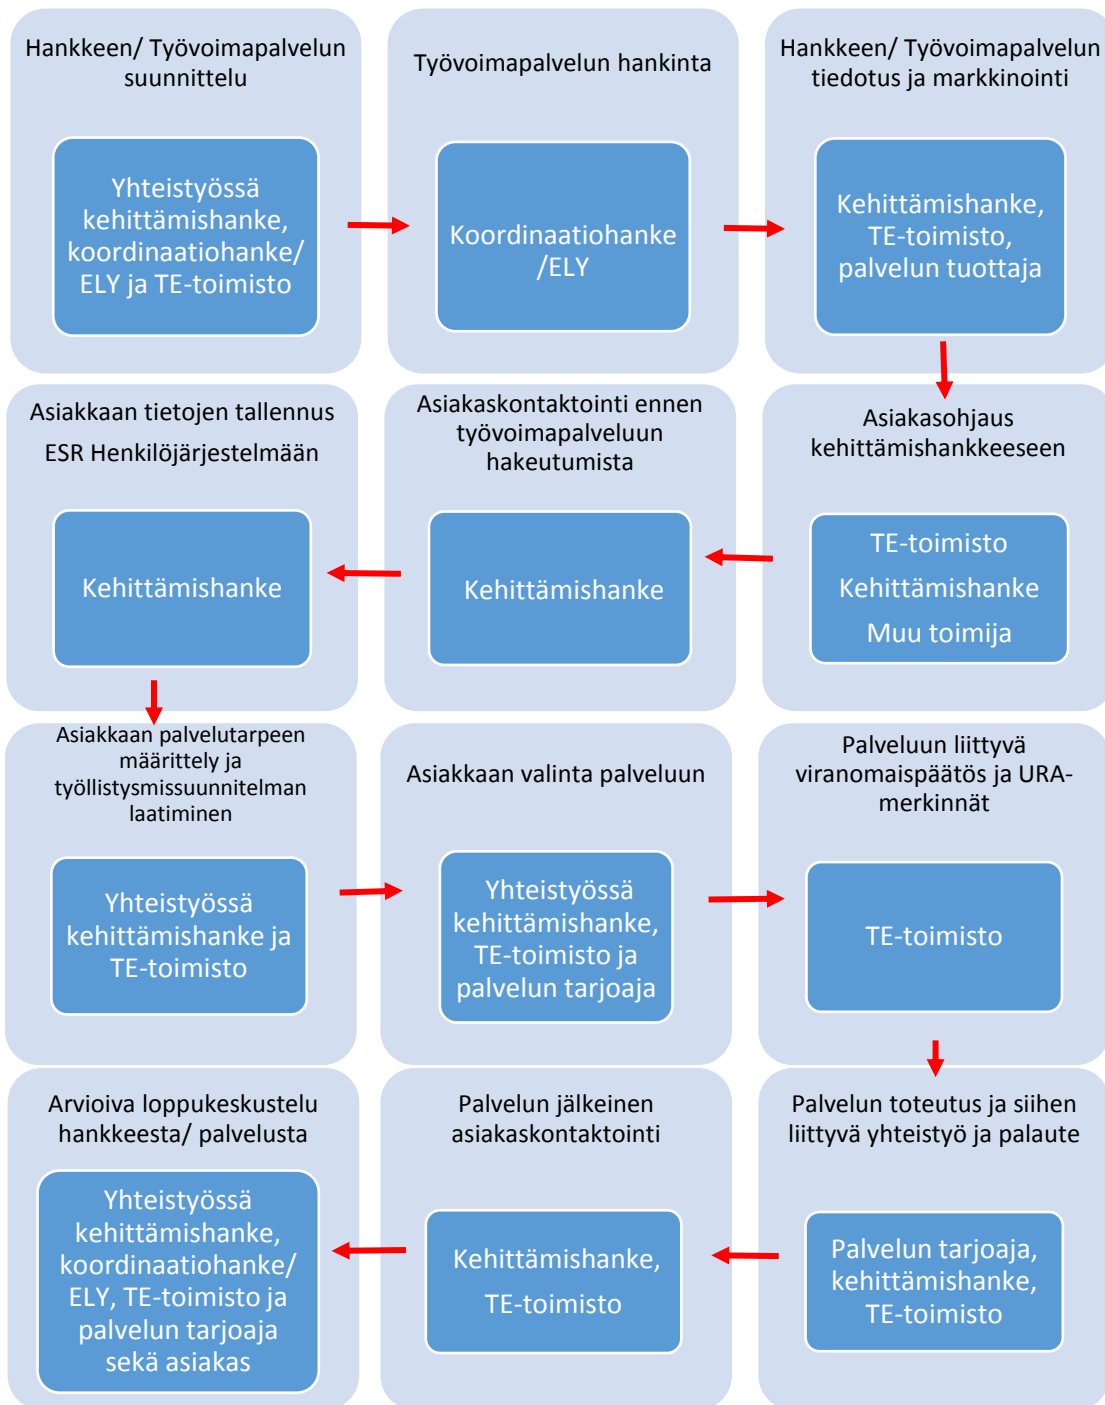 Hankkeen/ Työvoimapalvelun
suunnittelu
Yhteistyössä
kehittämishanke,
koordinaatiohanke/
ELY ja TE-toimisto
Työvoimapalvelun hankinta
Koordinaatiohanke
/ELY
Hankkeen/ Työvoimapalvelun
tiedotus ja markkinointi
Kehittämishanke,
TE-toimisto,
palvelun tuottaja
Asiakasohjaus
kehittämishankkeeseen
TE-toimisto
Kehittämishanke
Muu toimija
Asiakaskontaktointi ennen
työvoimapalveluun
hakeutumista
Kehittämishanke
Asiakkaan tietojen tallennus
ESR Henkilöjärjestelmään
Kehittämishanke
Asiakkaan palvelutarpeen
määrittely ja
työllistysmissuunnitelman
laatiminen
Yhteistyössä
kehittämishanke ja
TE-toimisto
Asiakkaan valinta palveluun
Yhteistyössä
kehittämishanke,
TE-toimisto ja
palvelun tarjoaja
Palveluun liittyvä
viranomaispäätös ja URA-
merkinnät
TE-toimisto
Palvelun toteutus ja siihen
liittyvä yhteistyö ja palaute
Palvelun tarjoaja,
kehittämishanke,
TE-toimisto
Palvelun jälkeinen
asiakaskontaktointi
Kehittämishanke,
TE-toimisto
Arvioiva loppukeskustelu
hankkeesta/ palvelusta
Yhteistyössä
kehittämishanke,
koordinaatiohanke/
ELY, TE-toimisto ja
palvelun tarjoaja
sekä asiakas